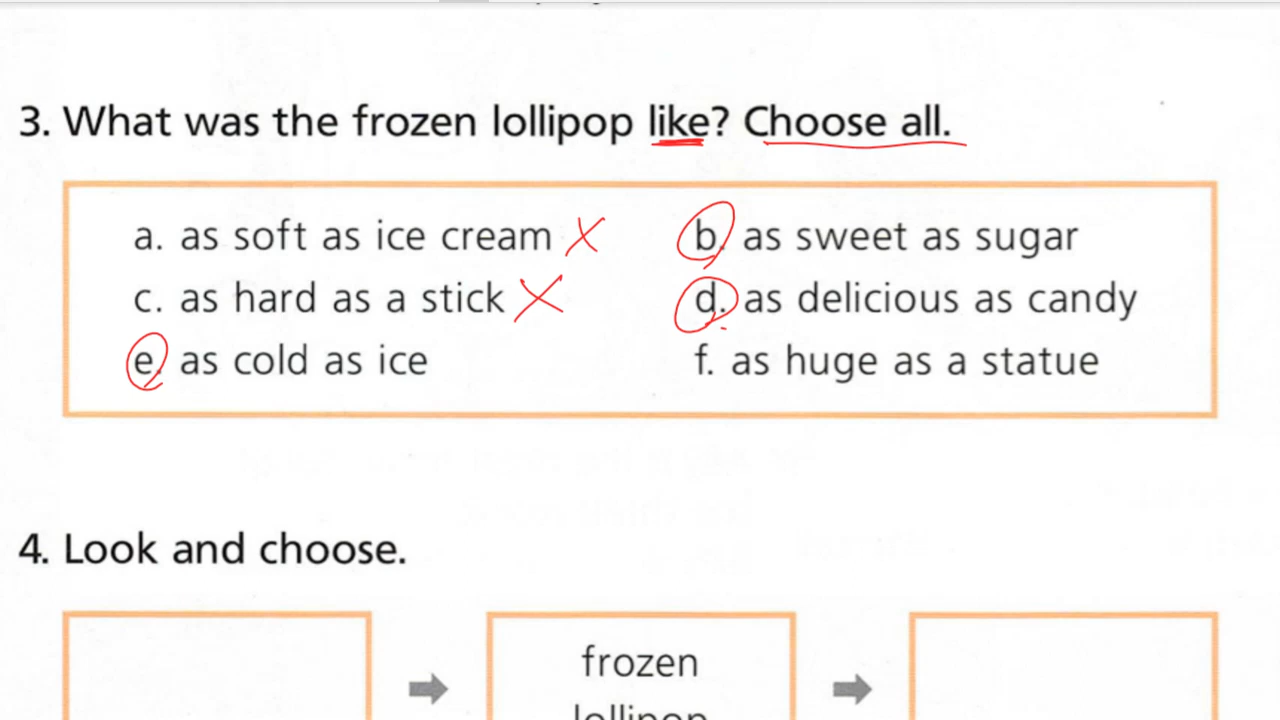 3. What was the frozen lollipop like? Choose all.
a. as soft as ice cream X
b. as sweet as sugar
c. as hard as a stick X
d. as delicious as candy
e. as cold as ice
f. as huge as a statue
4. Look and choose.
frozen
lollipop